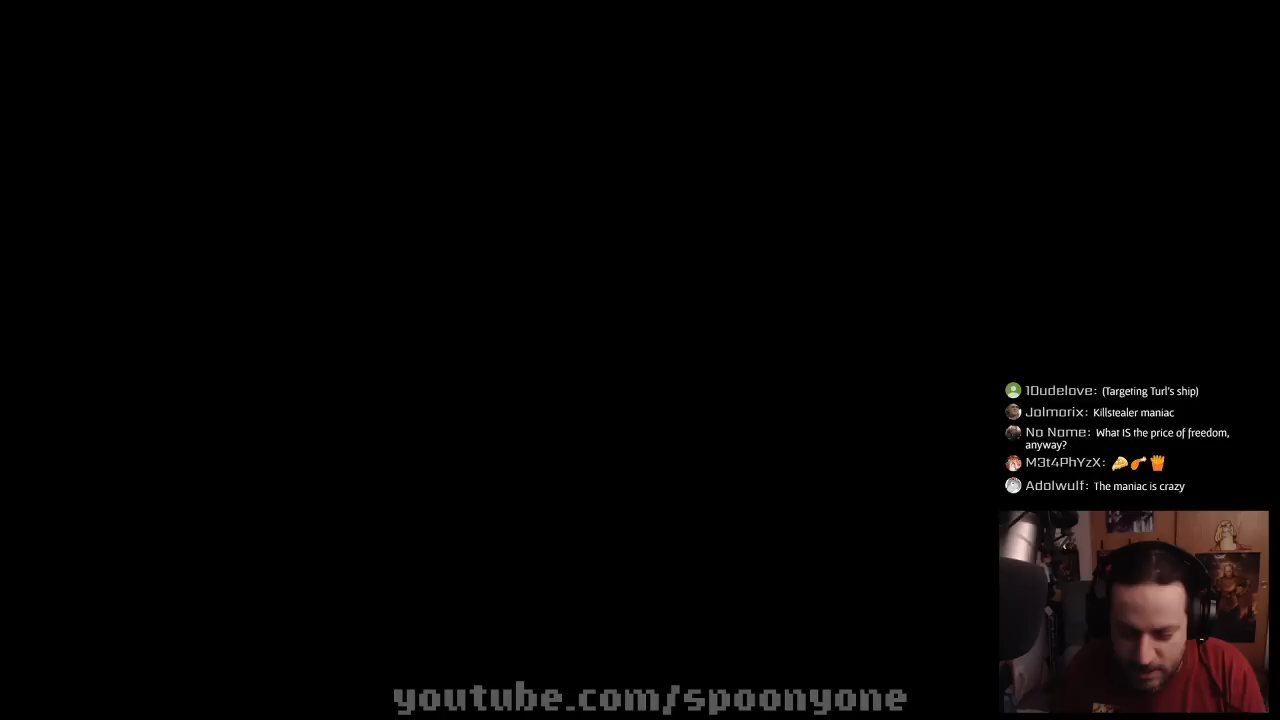 1Dudelove: (Targeting Turl's ship)
Jalmarix: Killstealer maniac
No Name: What IS the price of freedom,
anyway?
M3t4PhYzX: 🍕🍗🍟
Adolwulf: The maniac is crazy
youtube.com/spoonyone